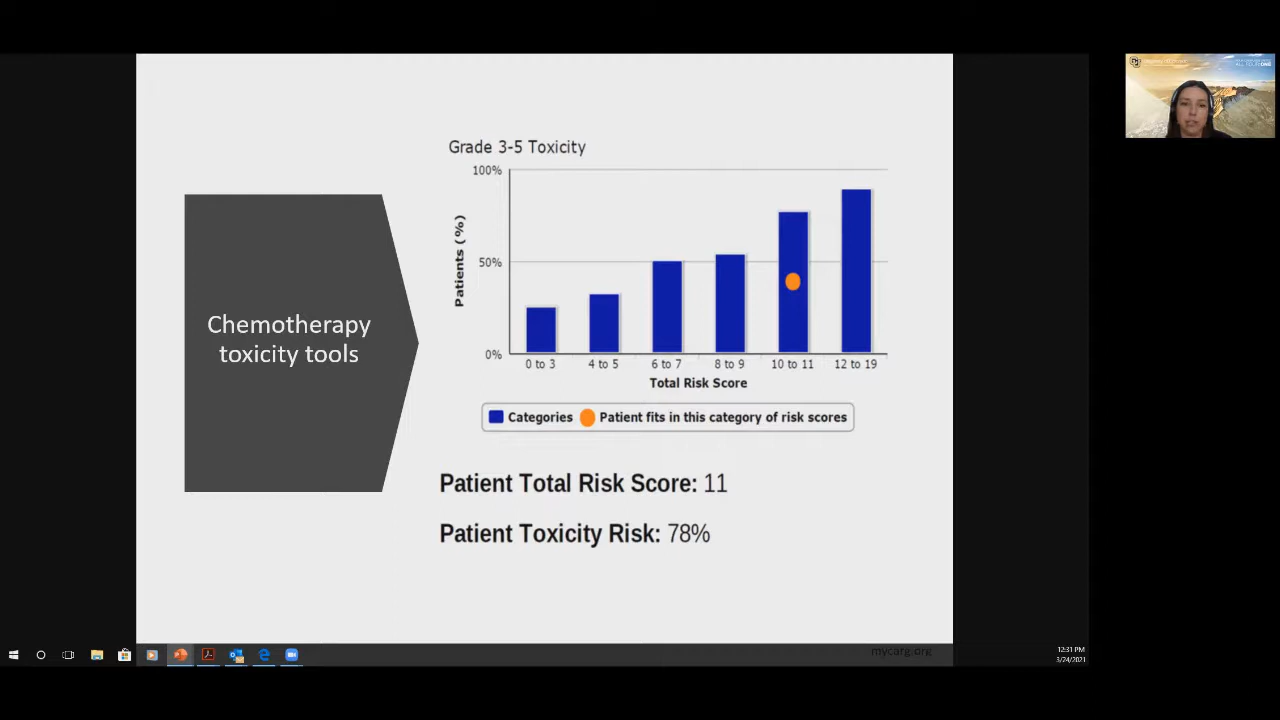 Chemotherapy
toxicity tools
Grade 3-5 Toxicity
100%
50%
0%
Patients (%)
0 to 3
4 to 5
6 to 7
8 to 9
10 to 11
12 to 19
Total Risk Score
Categories
Patient fits in this category of risk scores
Patient Total Risk Score: 11
Patient Toxicity Risk: 78%
mycarg.org
12:31 PM
3/24/2021